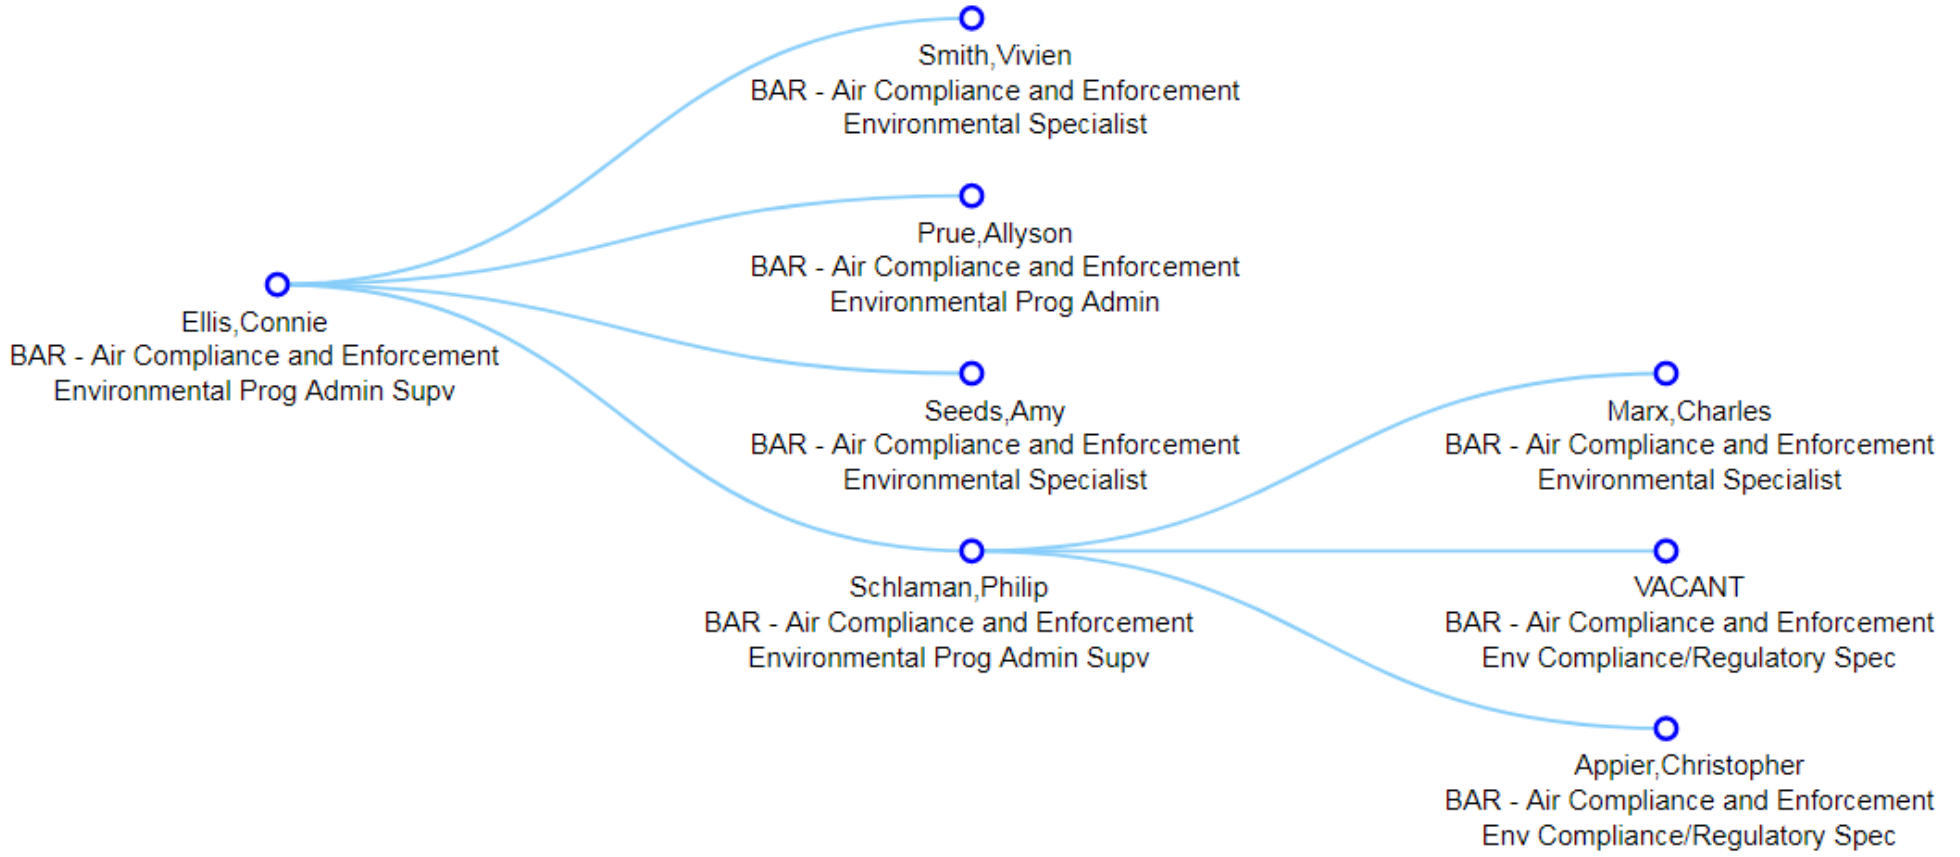 Smith,Vivien
BAR - Air Compliance and Enforcement
Environmental Specialist
Prue,Allyson
BAR - Air Compliance and Enforcement
Environmental Prog Admin
Ellis,Connie
BAR - Air Compliance and Enforcement
Environmental Prog Admin Supv
Seeds,Amy
BAR - Air Compliance and Enforcement
Environmental Specialist
Marx,Charles
BAR - Air Compliance and Enforcement
Environmental Specialist
Schlaman,Philip
BAR - Air Compliance and Enforcement
Environmental Prog Admin Supv
VACANT
BAR - Air Compliance and Enforcement
Env Compliance/Regulatory Spec
Appier,Christopher
BAR - Air Compliance and Enforcement
Env Compliance/Regulatory Spec